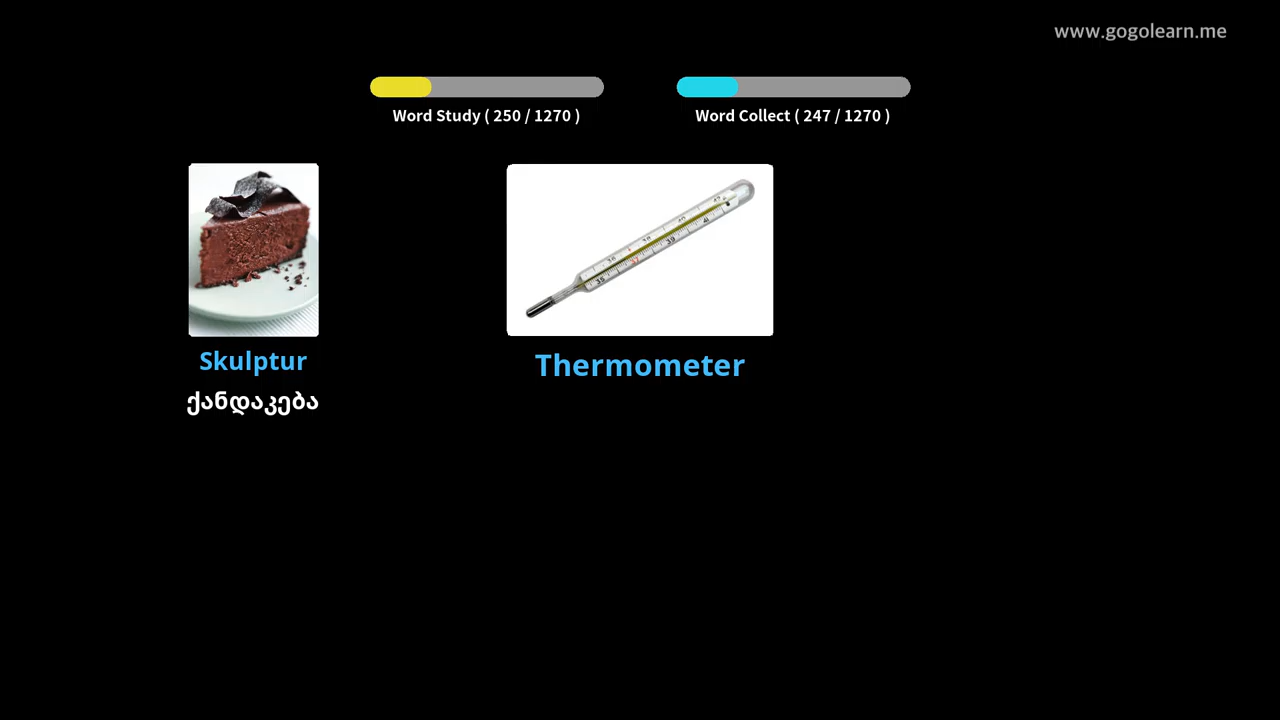 www.gogolearn.me
Word Study ( 250 / 1270 )
Word Collect ( 247 / 1270 )
Skulptur
ქანდაკება
Thermometer